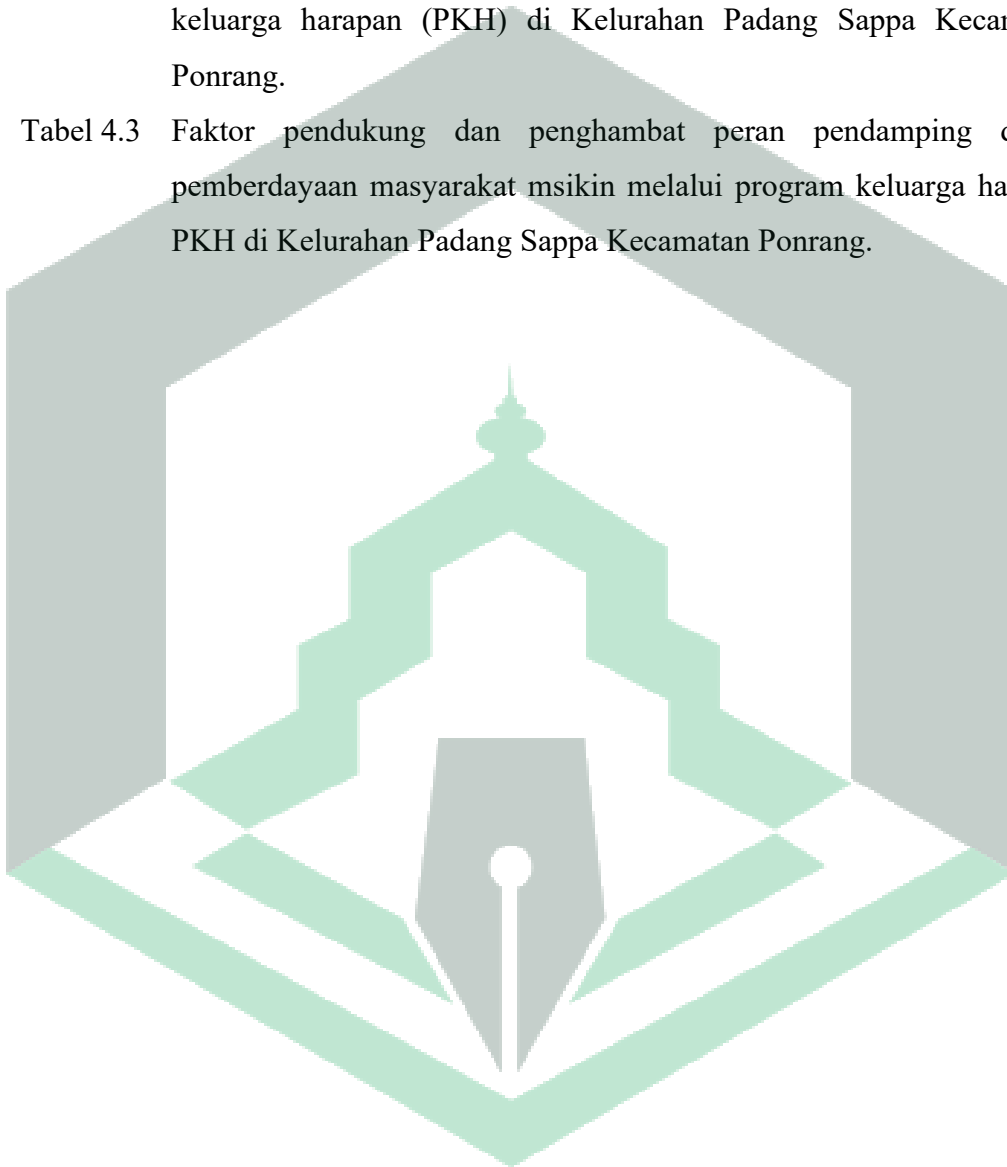 keluarga harapan (PKH) di Kelurahan Padang Sappa
Ponrang.
Tabel 4.3 Faktor pendukung dan penghambat peran pendamping
pemberdayaan masyarakat msikin melalui program keluarga
PKH di Kelurahan Padang Sappa Kecamatan Ponrang.